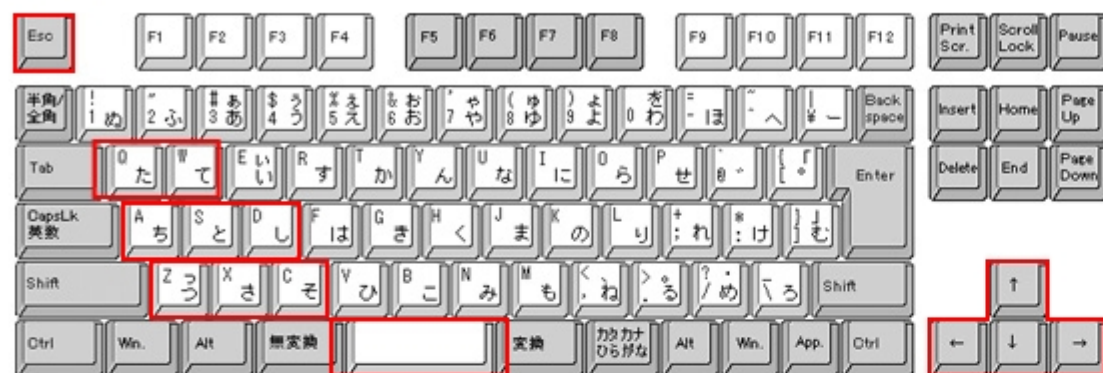 Esc F1 F2 F3 F4 F5 F6 F7 F8 F9 F10 F11 F12 Print Scr. Scroll Lock Pause
半角/全角 ! 1 ぬ " 2 ふ # ぁ 3 あ $ ぅ 4 う % ぇ 5 え & ぉ 6 お ' ゃ 7 や ( ゅ 8 ゆ ) ょ 9 よ を 0 わ = - ほ ~ ^ へ | ¥ ー Back space Insert Home Page Up
Tab Q た W て E ぃ い R す T か Y ん U な I に O ら P せ ` @ ゛ { 「 [ ゜ Enter Delete End Page Down
CapsLk 英数 A ち S と D し F は G き H く J ま K の L り + ; れ * : け } 」 ] む
Shift Z っ つ X さ C そ V ひ B こ N み M も < 、 , ね > 。 . る ? ・ / め _ \ ろ Shift ↑
Ctrl Win. Alt 無変換 変換 カタカナ ひらがな Alt Win. App. Ctrl ← ↓ →